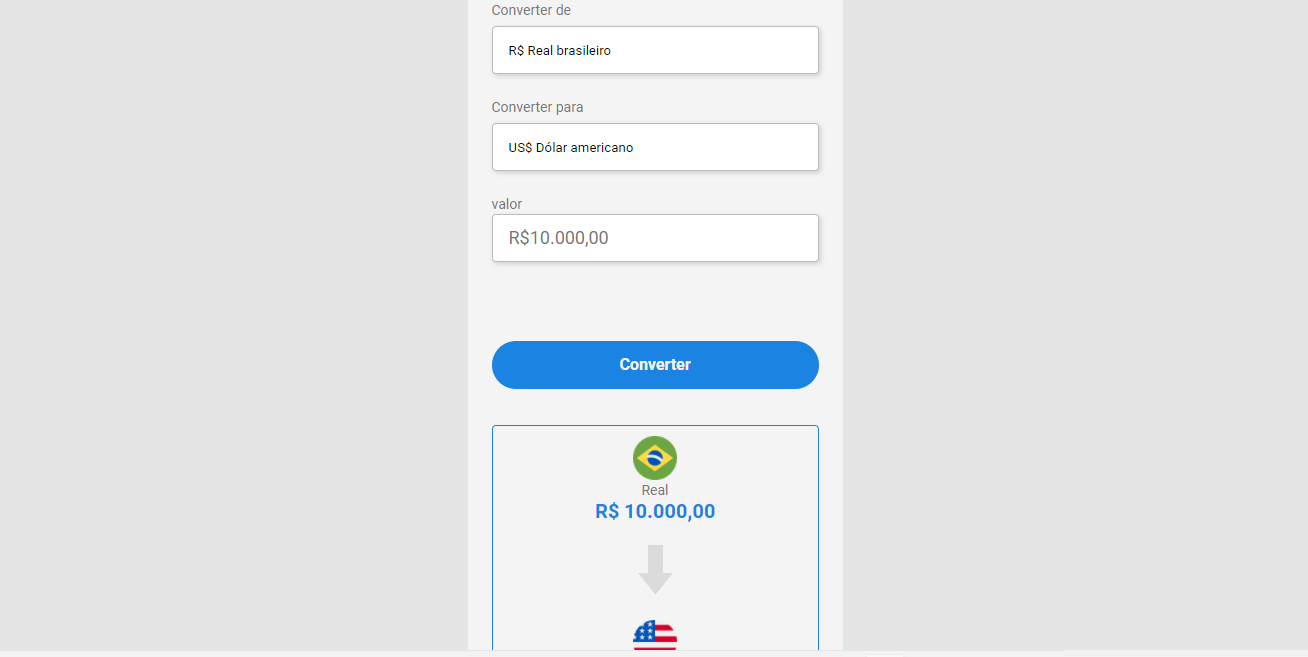 Converter de
R$ Real brasileiro
Converter para
US$ Dólar americano
valor
R$10.000,00
Converter
Real
R$ 10.000,00